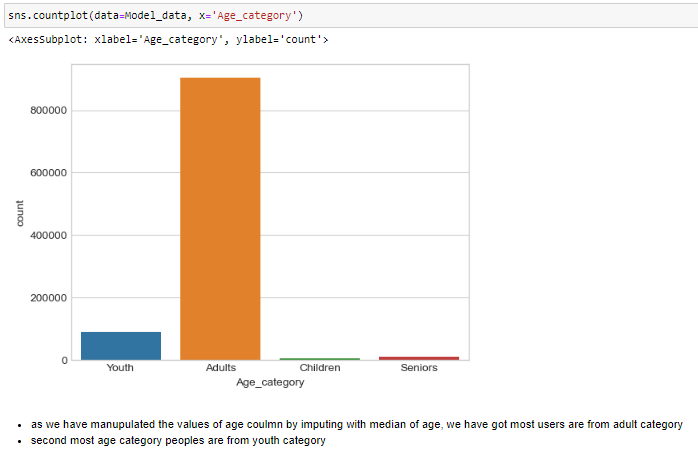 sns.countplot(data=Model_data, x='Age_category')
<AxesSubplot: xlabel='Age_category', ylabel='count'>
800000
600000
400000
200000
0
count
Youth Adults Children Seniors
Age_category
• as we have manupulated the values of age coulmn by imputing with median of age, we have got most users are from adult category
• second most age category peoples are from youth category